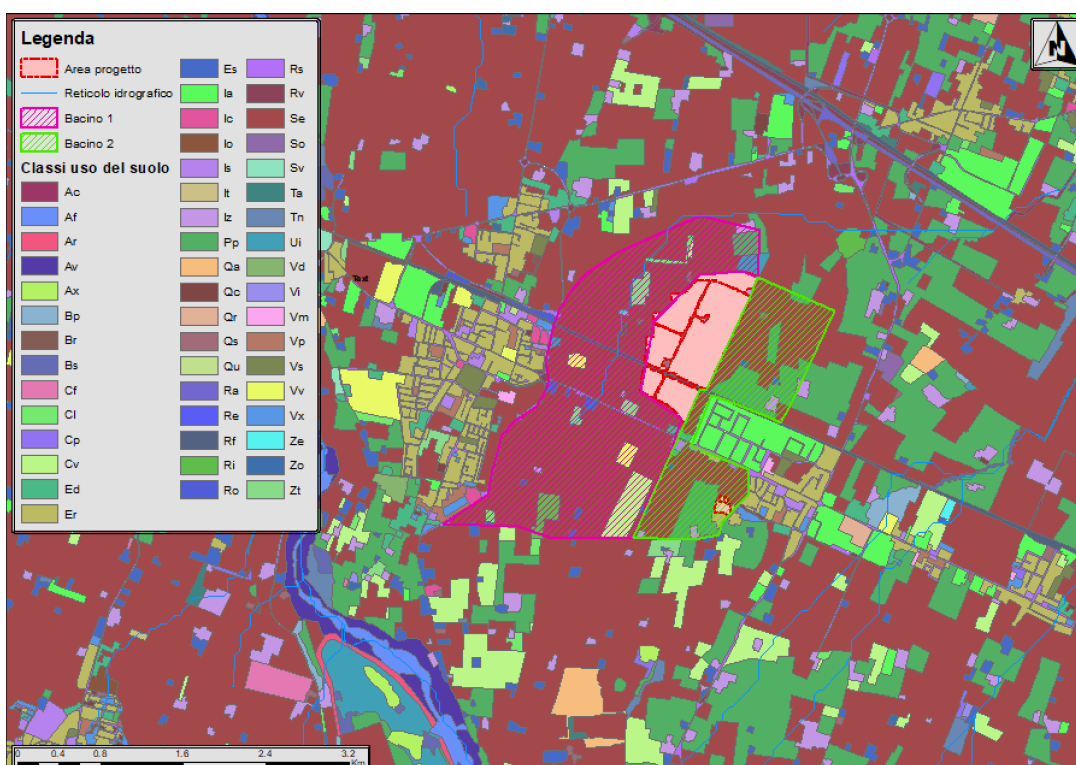 Legenda
N
Area progetto
Reticolo idrografico
Bacino 1
Bacino 2
Classi uso del suolo
Ac
Af
Ar
Av
Ax
Bp
Br
Bs
Cf
Cl
Cp
Cv
Ed
Er
Es
Ia
Ic
Io
Is
It
Iz
Pp
Qa
Qc
Qr
Qs
Qu
Ra
Re
Rf
Ri
Ro
Rs
Rv
Se
So
Sv
Ta
Tn
Ui
Vd
Vi
Vm
Vp
Vs
Vv
Vx
Ze
Zo
Zt
Text
0 0.4 0.8 1.6 2.4 3.2
Km